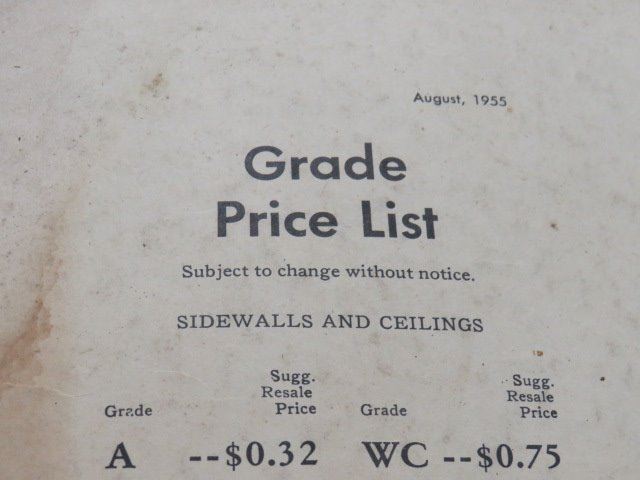 August, 1955
Grade
Price List
Subject to change without notice.
SIDEWALLS AND CEILINGS
Grade Sugg. Resale Price Grade Sugg. Resale Price
A --$0.32 WC --$0.75